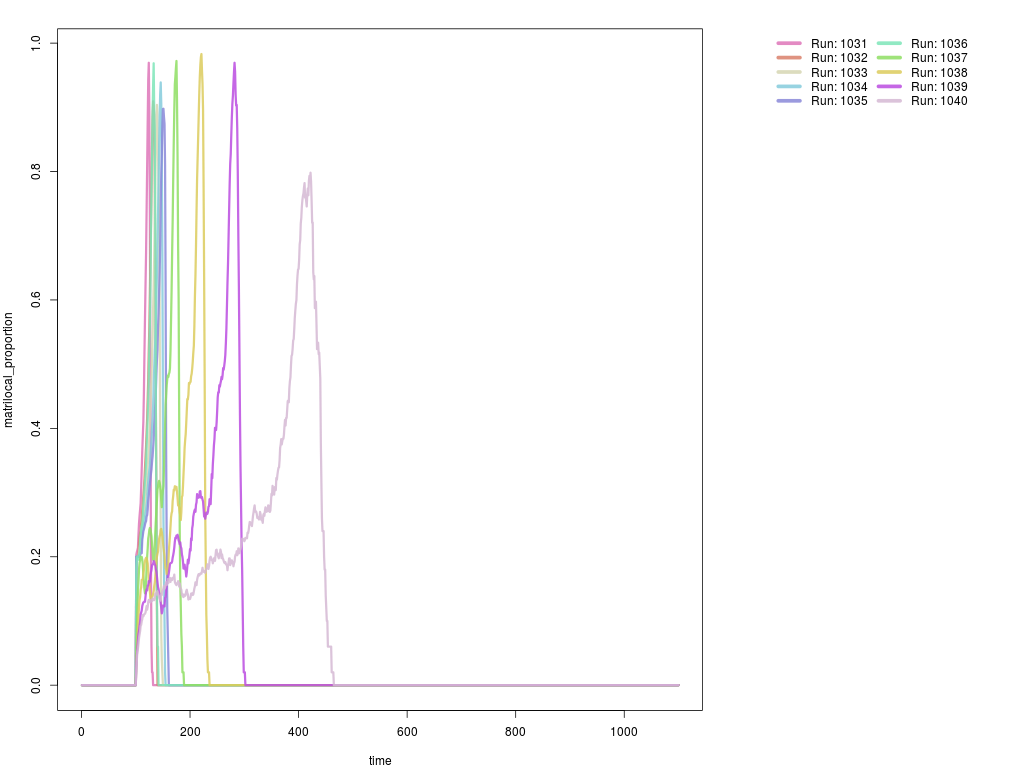 matrilocal_proportion
1.0
0.8
0.6
0.4
0.2
0.0
0 200 400 600 800 1000
time
Run: 1031 Run: 1036
Run: 1032 Run: 1037
Run: 1033 Run: 1038
Run: 1034 Run: 1039
Run: 1035 Run: 1040